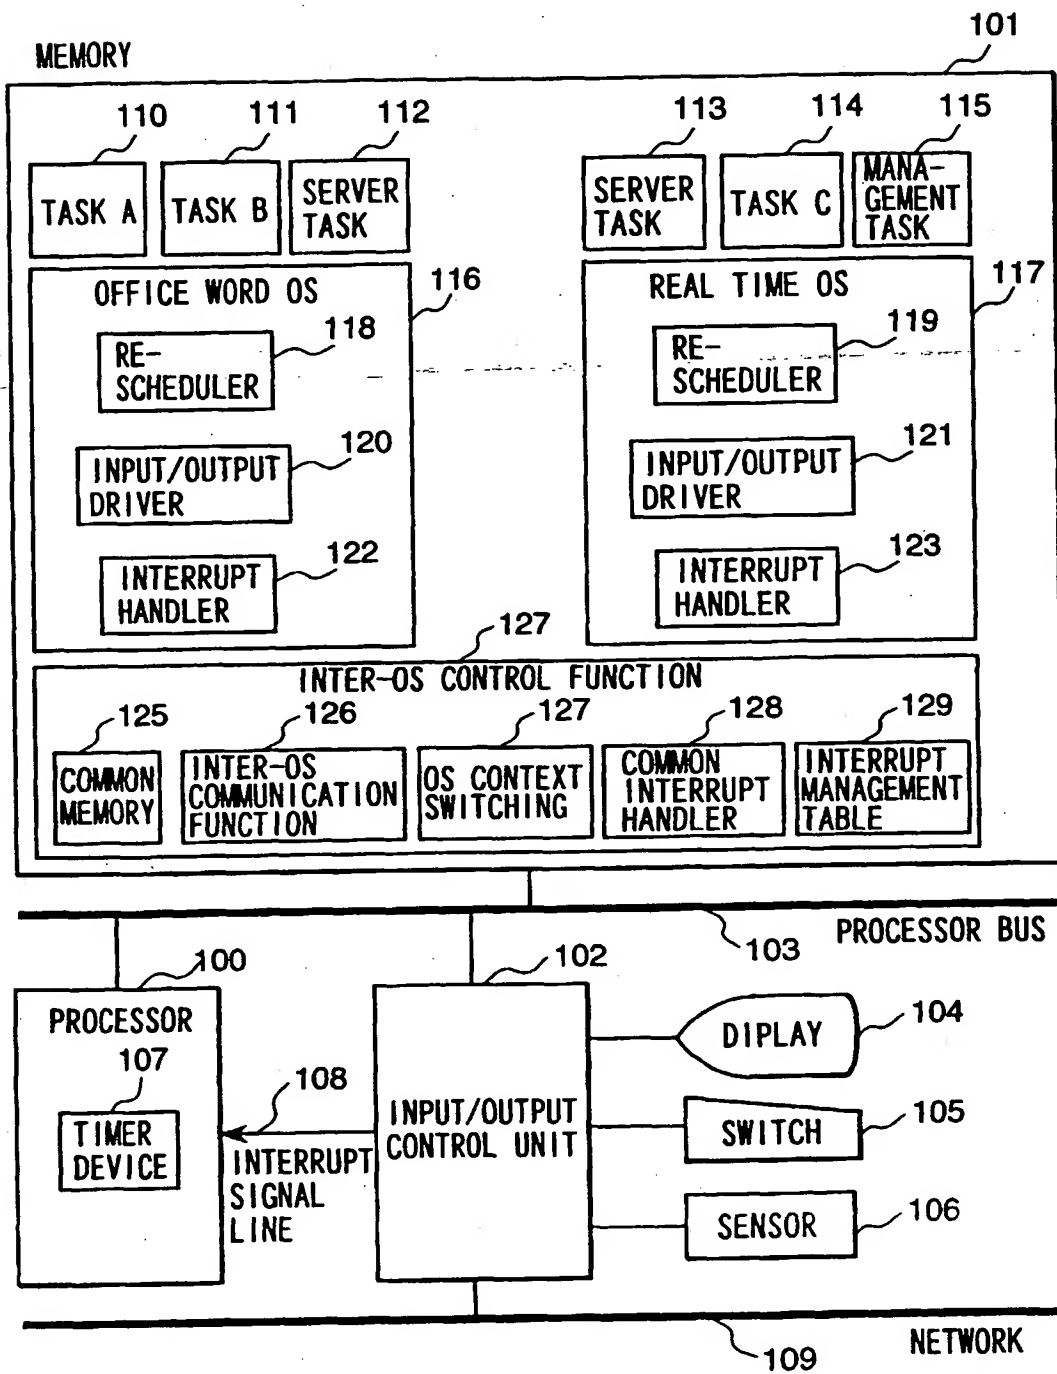 101
MEMORY
110
111
112
113
114
115
TASK A
TASK B
SERVER
TASK
SERVER
TASK
TASK C
MANA-
GEMENT
TASK
OFFICE WORD OS
116
REAL TIME OS
117
118
RE-
SCHEDULER
119
RE-
SCHEDULER
120
INPUT/OUTPUT
DRIVER
121
INPUT/OUTPUT
DRIVER
122
INTERRUPT
HANDLER
123
INTERRUPT
HANDLER
127
INTER-OS CONTROL FUNCTION
125
126
127
128
129
COMMON
MEMORY
INTER-OS
COMMUNICATION
FUNCTION
OS CONTEXT
SWITCHING
COMMON
INTERRUPT
HANDLER
INTERRUPT
MANAGEMENT
TABLE
103
PROCESSOR BUS
100
102
PROCESSOR
107
TIMER
DEVICE
108
INTERRUPT
SIGNAL
LINE
INPUT/OUTPUT
CONTROL UNIT
DIPLAY
104
SWITCH
105
SENSOR
106
109
NETWORK